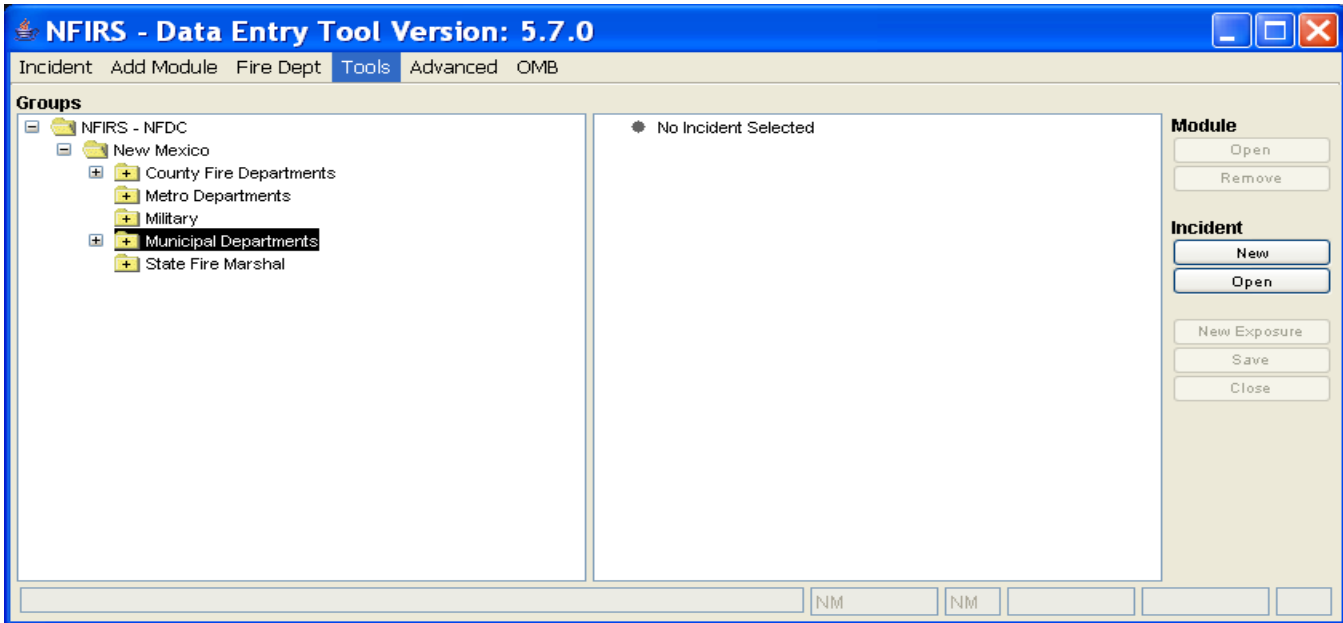 NFIRS - Data Entry Tool Version: 5.7.0
Incident Add Module Fire Dept Tools Advanced OMB
Groups
NFIRS - NFDC
New Mexico
County Fire Departments
Metro Departments
Military
Municipal Departments
State Fire Marshal
No Incident Selected
Module
Open
Remove
Incident
New
Open
New Exposure
Save
Close
NM NM